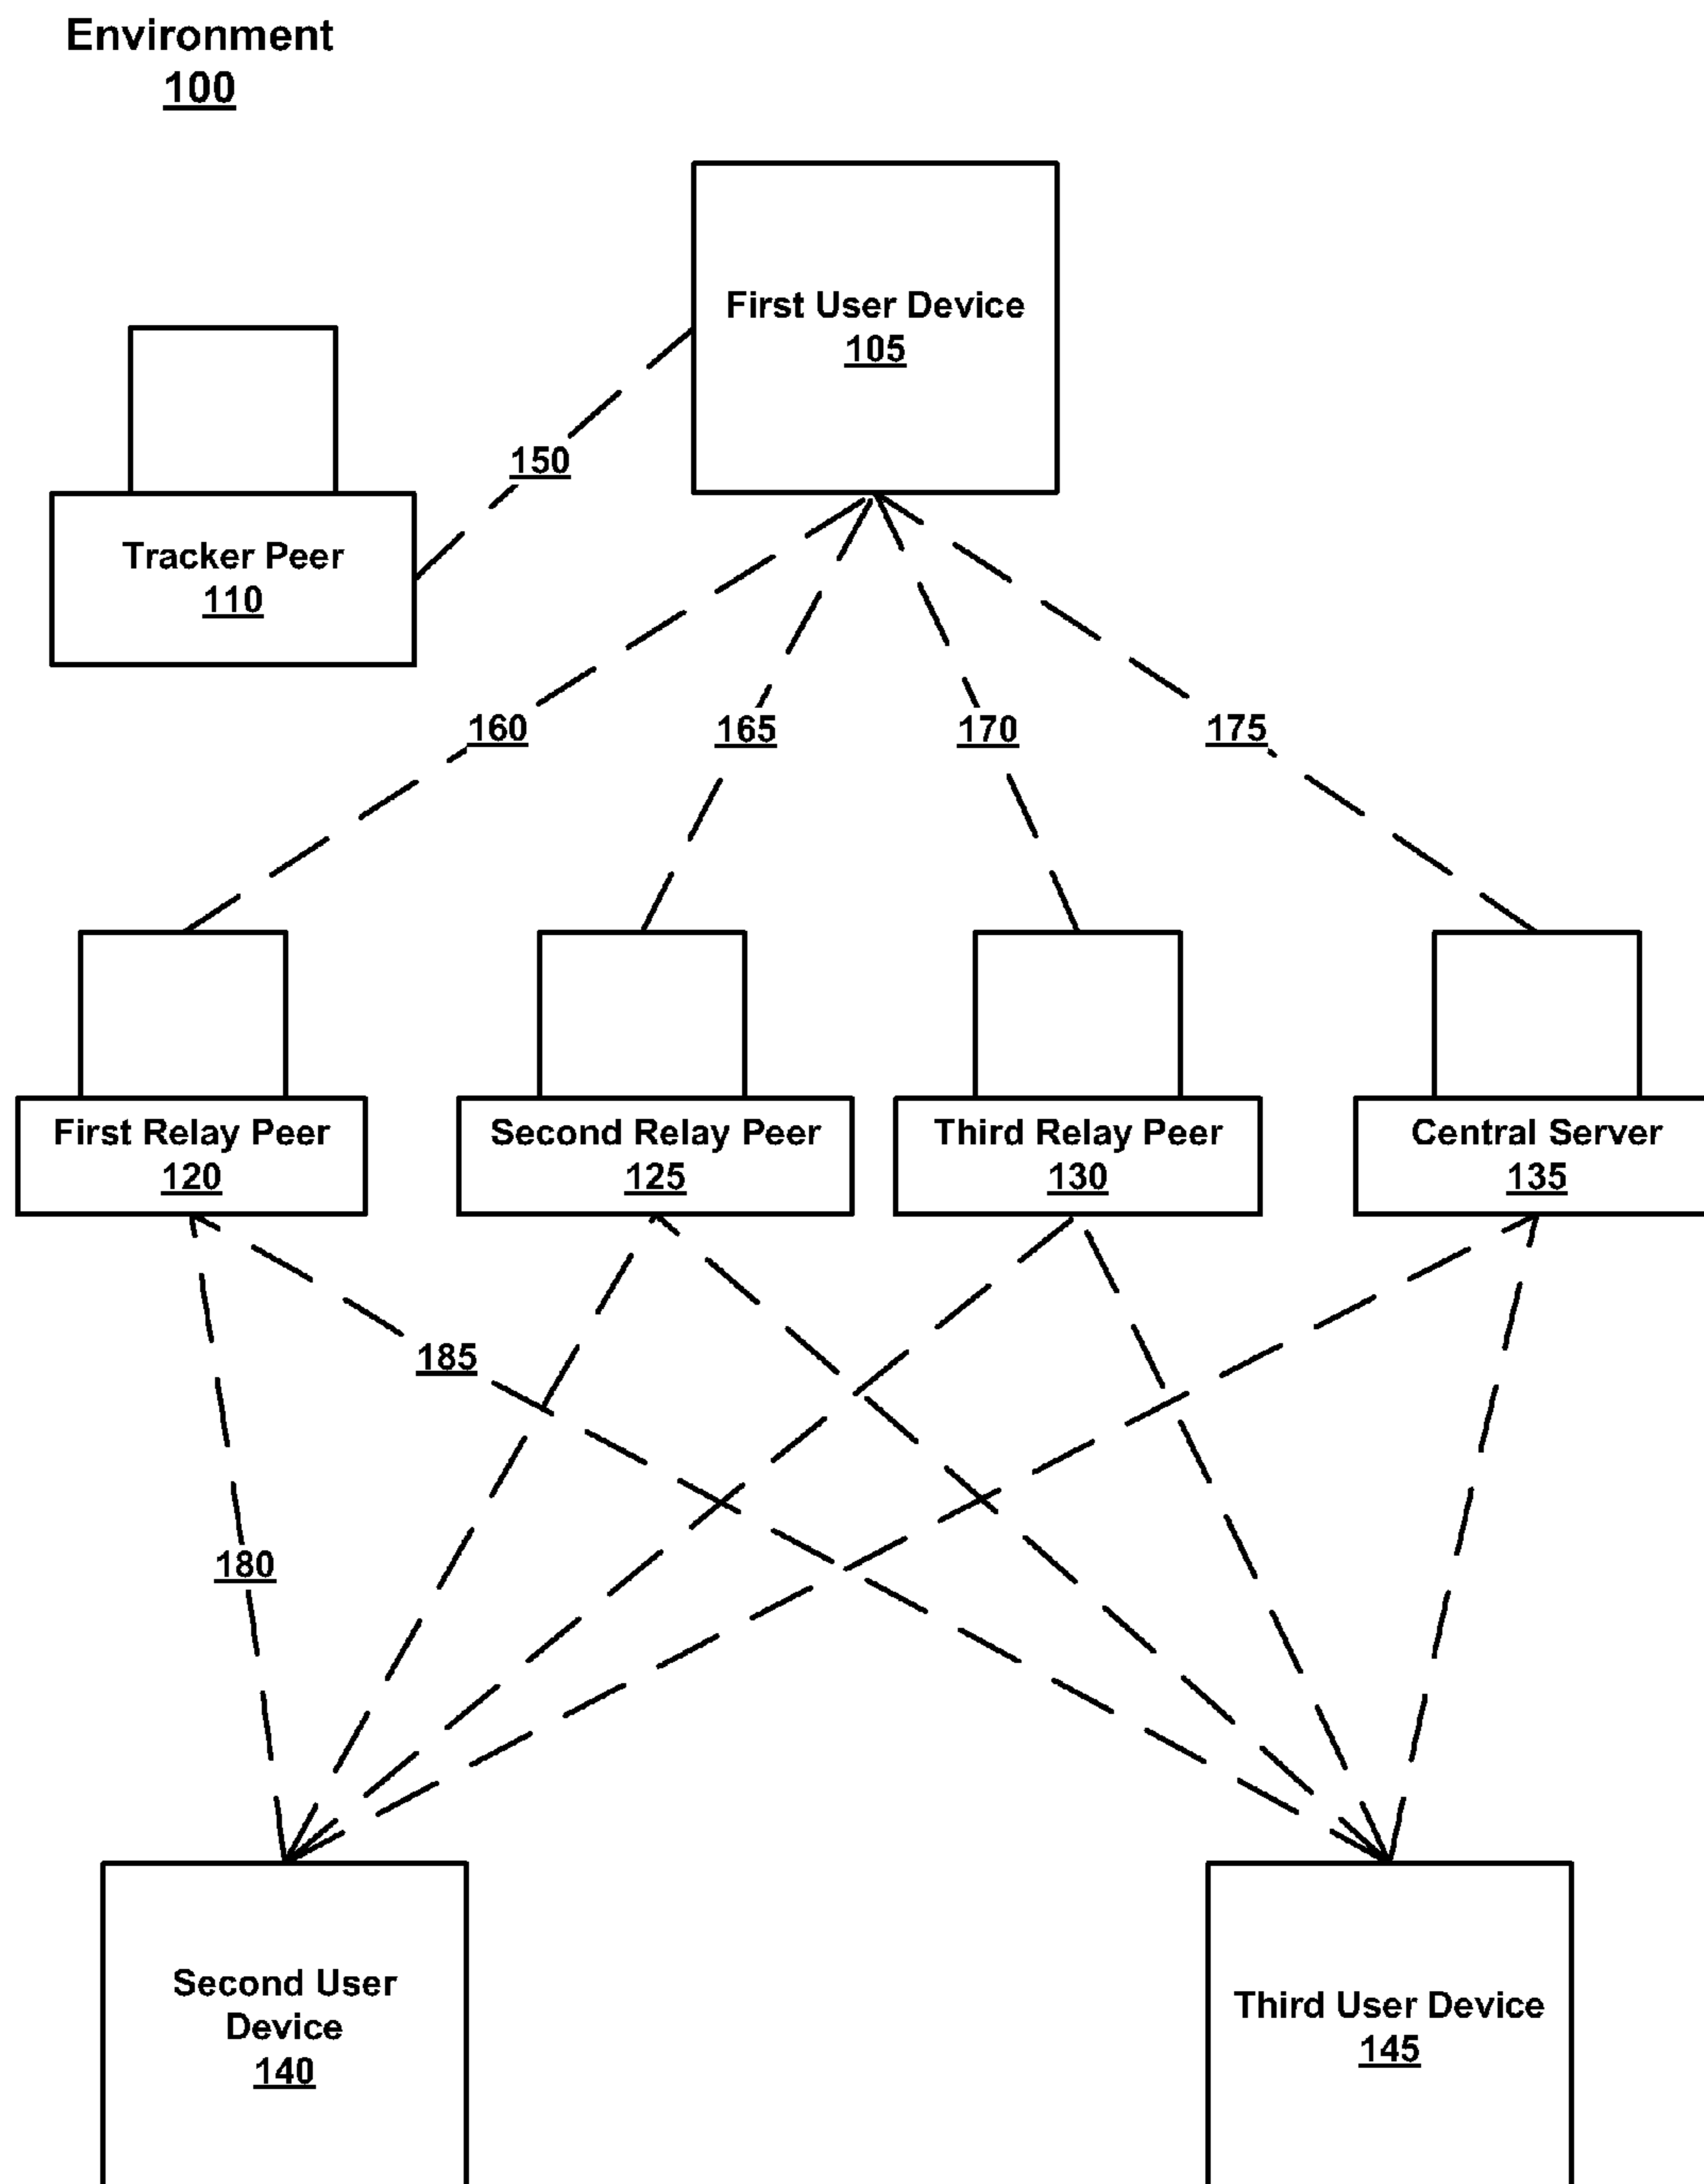 Environment
100
First User Device
105
150
Tracker Peer
110
160
165
170
175
First Relay Peer
120
Second Relay Peer
125
Third Relay Peer
130
Central Server
135
185
180
Second User
Device
140
Third User Device
145